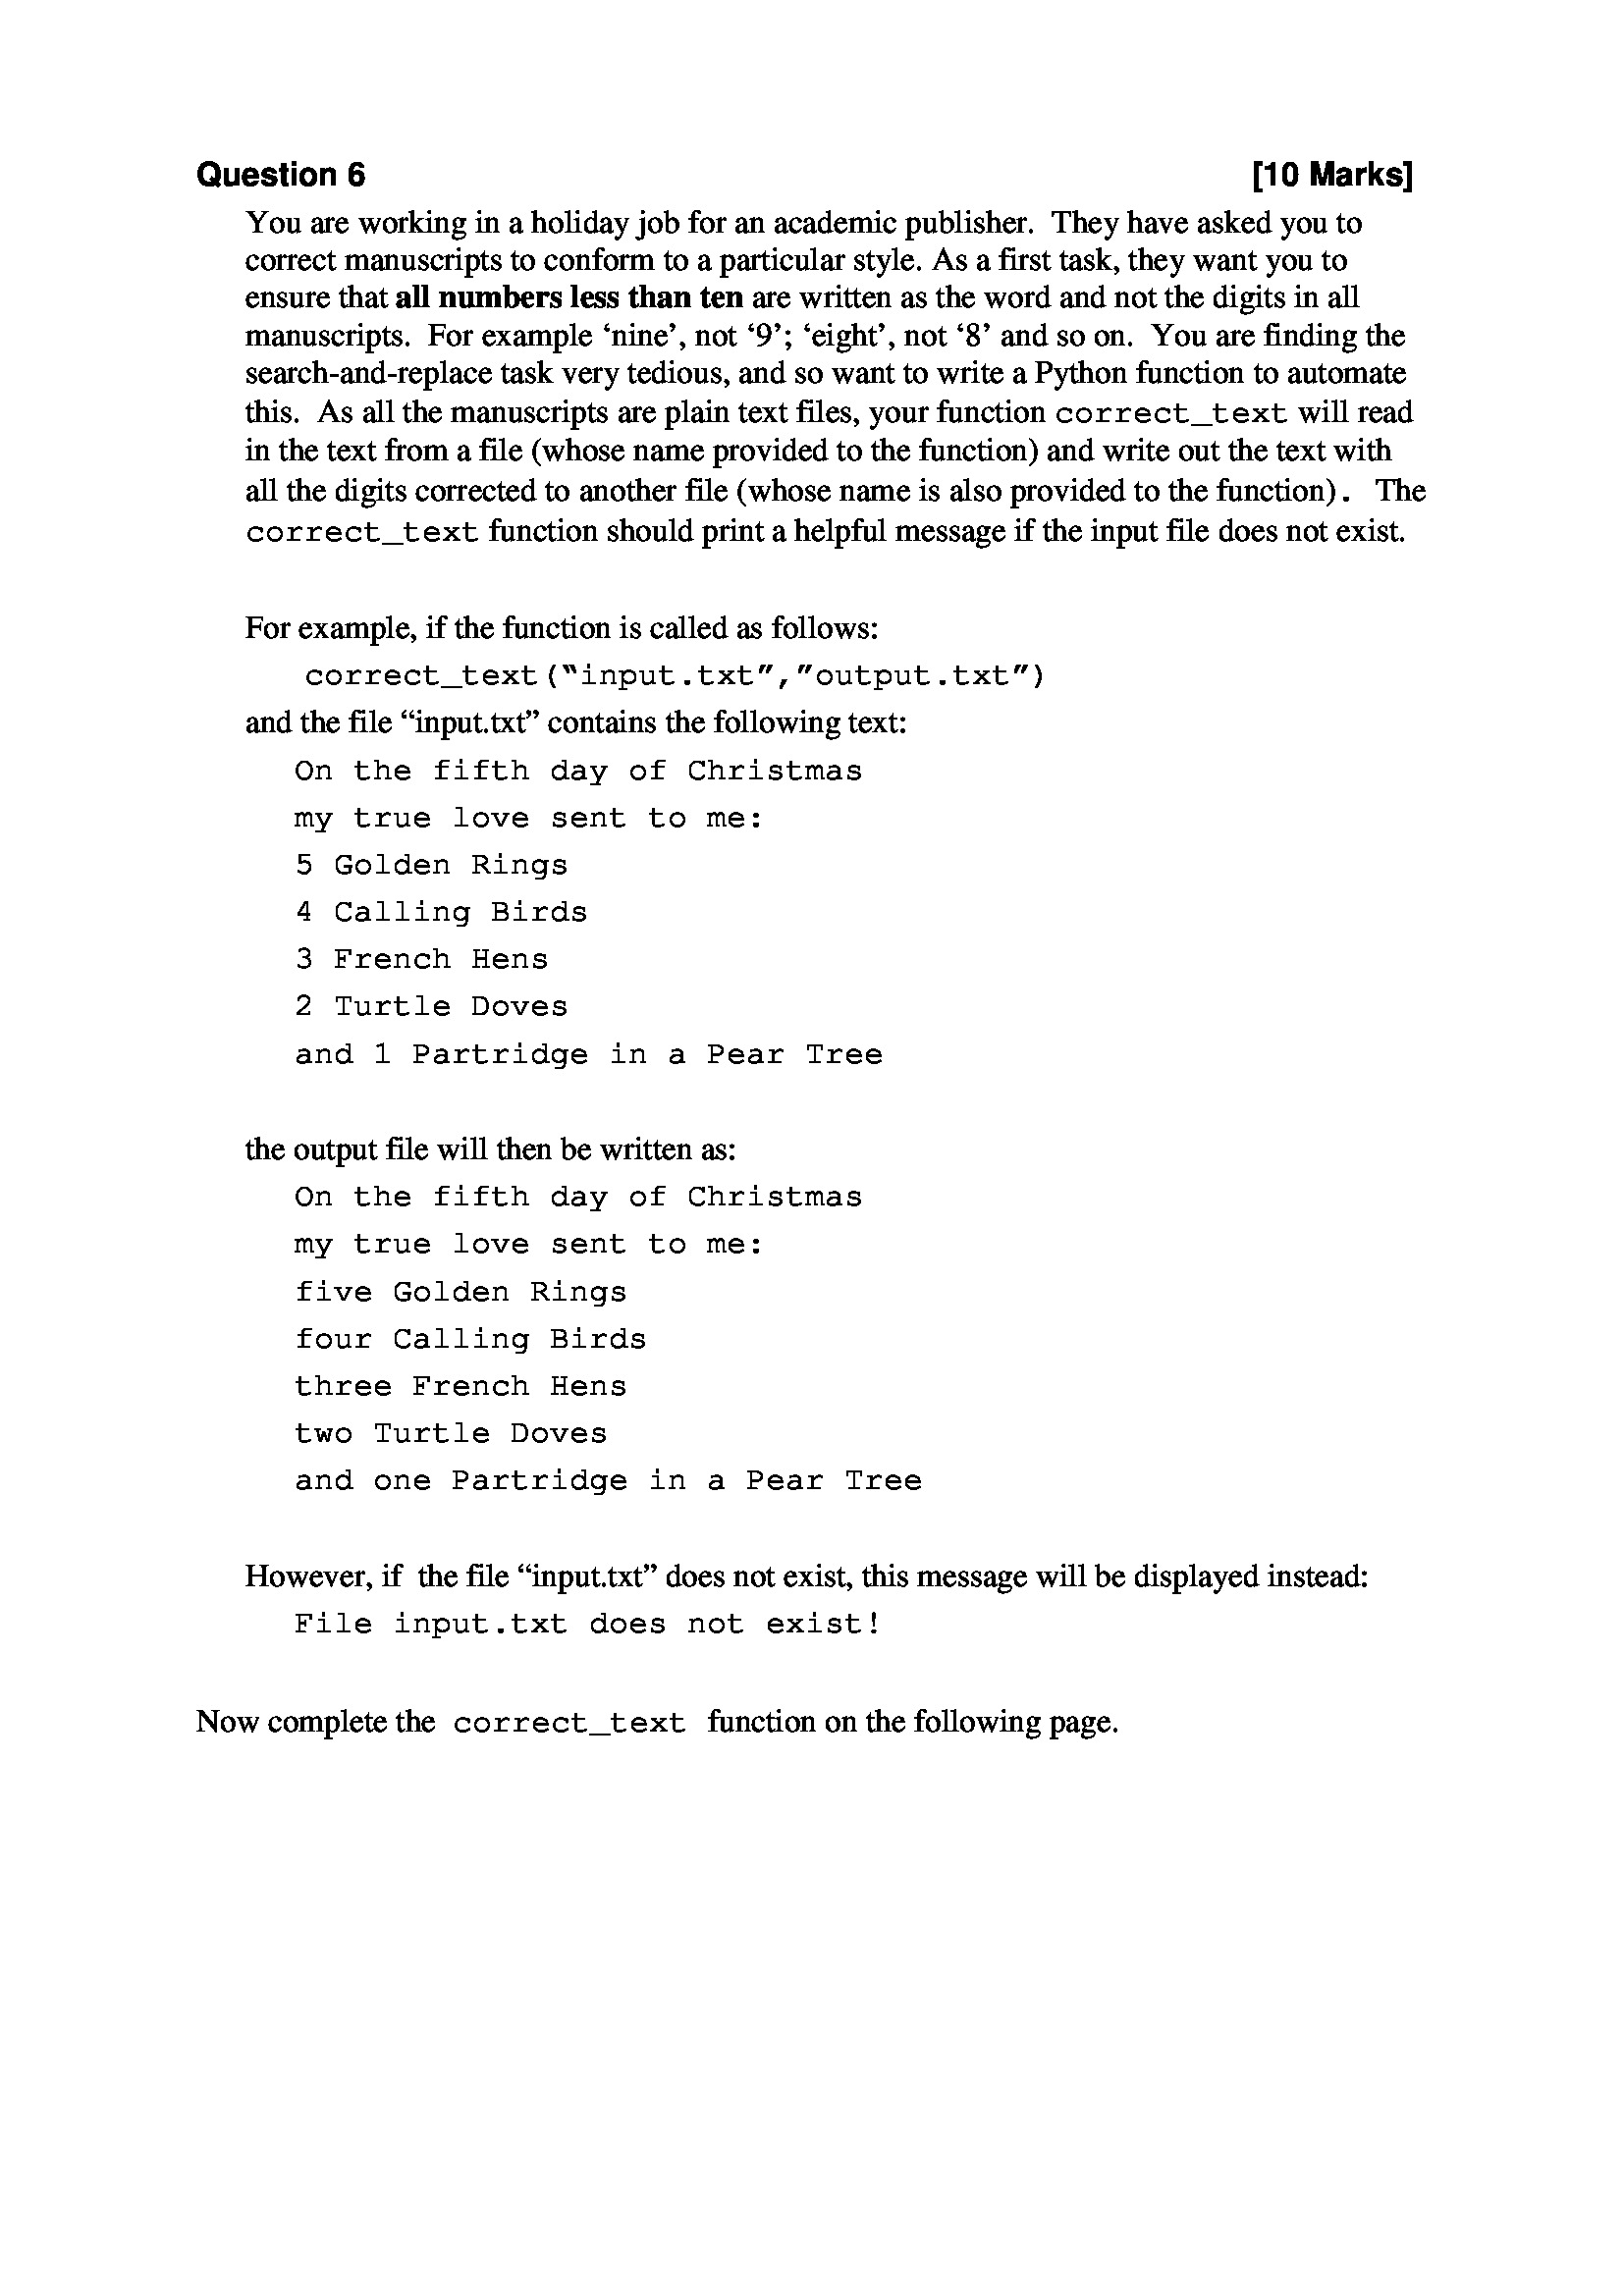 Question 6 [10 Marks]
You are working in a holiday job for an academic publisher.  They have asked you to
correct manuscripts to conform to a particular style. As a first task, they want you to
ensure that all numbers less than ten are written as the word and not the digits in all
manuscripts.  For example ‘nine’, not ‘9’; ‘eight’, not ‘8’ and so on.  You are finding the
search-and-replace task very tedious, and so want to write a Python function to automate
this.  As all the manuscripts are plain text files, your function correct_text will read
in the text from a file (whose name provided to the function) and write out the text with
all the digits corrected to another file (whose name is also provided to the function).  The
correct_text function should print a helpful message if the input file does not exist.
For example, if the function is called as follows:
correct_text(“input.txt”,”output.txt”)
and the file “input.txt” contains the following text:
On the fifth day of Christmas
my true love sent to me:
5 Golden Rings
4 Calling Birds
3 French Hens
2 Turtle Doves
and 1 Partridge in a Pear Tree
the output file will then be written as:
On the fifth day of Christmas
my true love sent to me:
five Golden Rings
four Calling Birds
three French Hens
two Turtle Doves
and one Partridge in a Pear Tree
However, if  the file “input.txt” does not exist, this message will be displayed instead:
File input.txt does not exist!
Now complete the correct_text function on the following page.